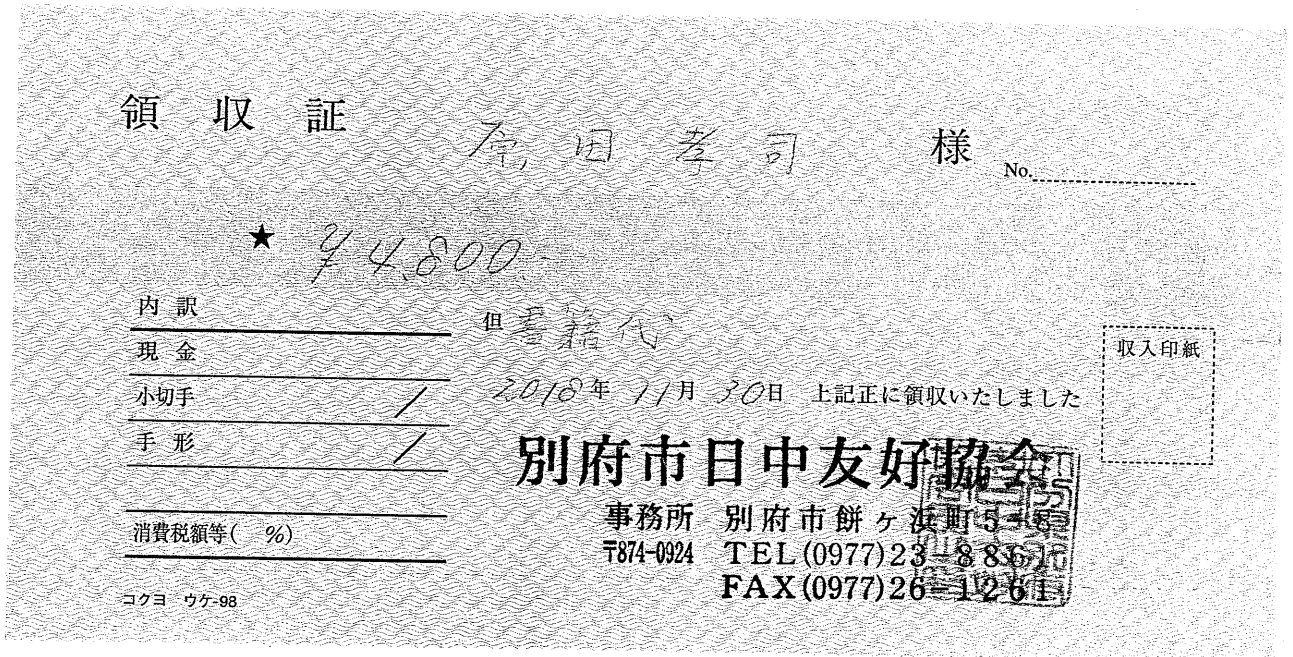 領 収 証
原田 孝司 様
No.
★ ¥4,800.-
内 訳
現 金
小切手 /
手 形 /
消費税額等( %)
コクヨ ウケ-98
但 書籍代
2018年 11月 30日 上記正に領収いたしました
収入印紙
別府市日中友好協会
事務所 別府市餅ヶ浜町5-8
〒874-0924 TEL(0977)23-8861
FAX(0977)26-1261